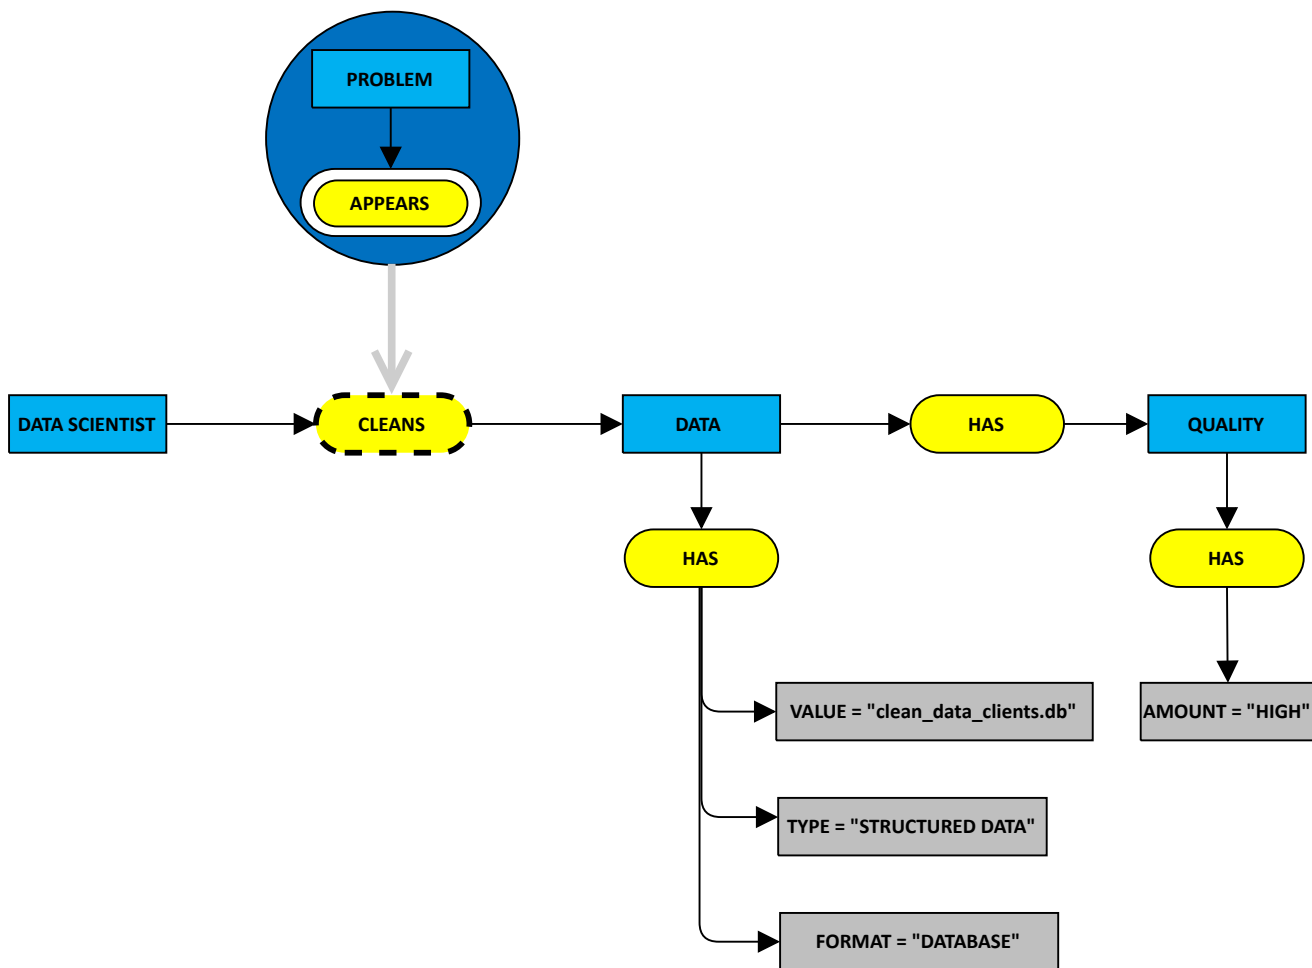 PROBLEM
APPEARS
DATA SCIENTIST
CLEANS
DATA
HAS
QUALITY
HAS
HAS
VALUE = "clean_data_clients.db"
AMOUNT = "HIGH"
TYPE = "STRUCTURED DATA"
FORMAT = "DATABASE"